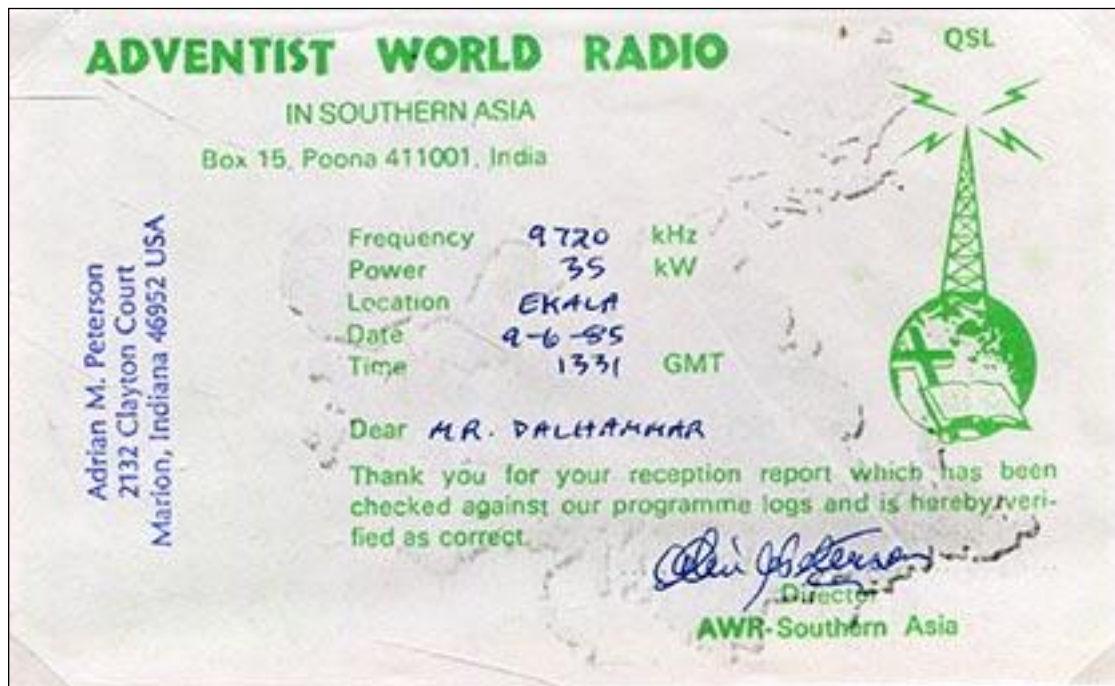 ADVENTIST WORLD RADIO
QSL
IN SOUTHERN ASIA
Box 15, Poona 411001, India
Adrian M. Peterson
2132 Clayton Court
Marion, Indiana 46952 USA
Frequency 9720 kHz
Power 35 kW
Location EKALA
Date 9-6-85
Time 1331 GMT
Dear MR. DALHAMMAR
Thank you for your reception report which has been
checked against our programme logs and is hereby veri-
fied as correct.
Director
AWR-Southern Asia